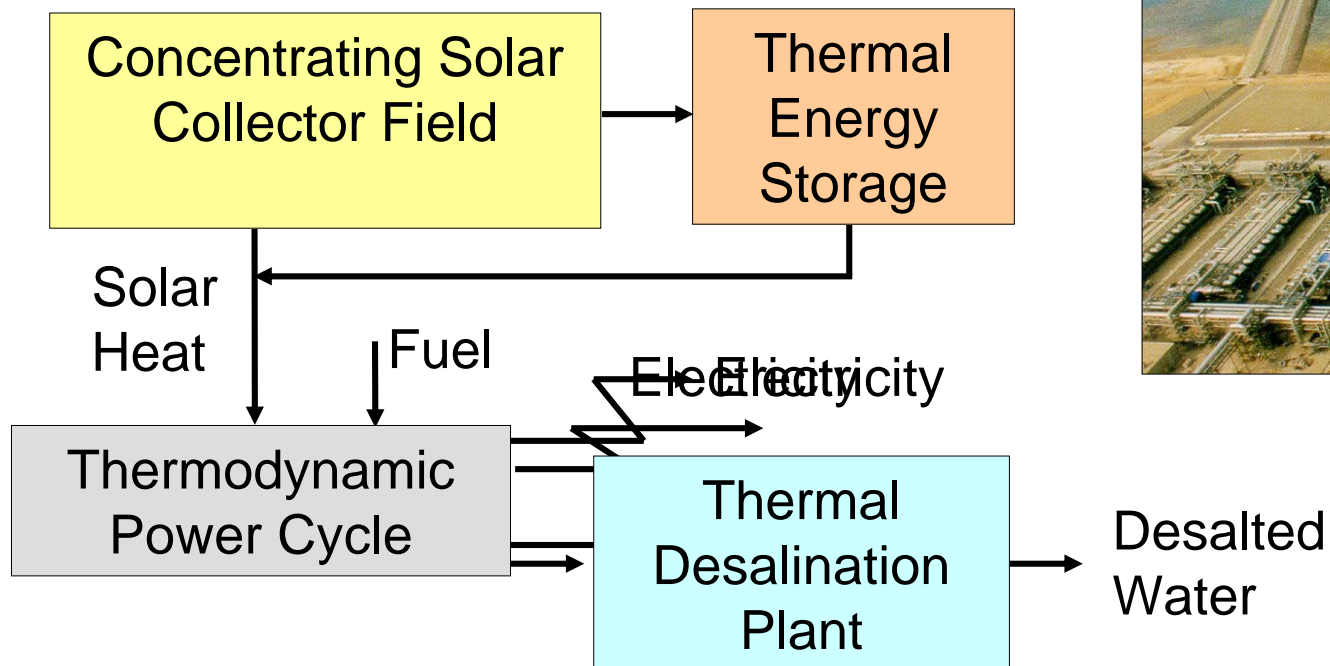 Concentrating Solar
Collector Field
Thermal
Energy
Storage
Solar
Heat
Fuel
Electricity
Electricity
Thermodynamic
Power Cycle
Thermal
Desalination
Plant
Desalted
Water